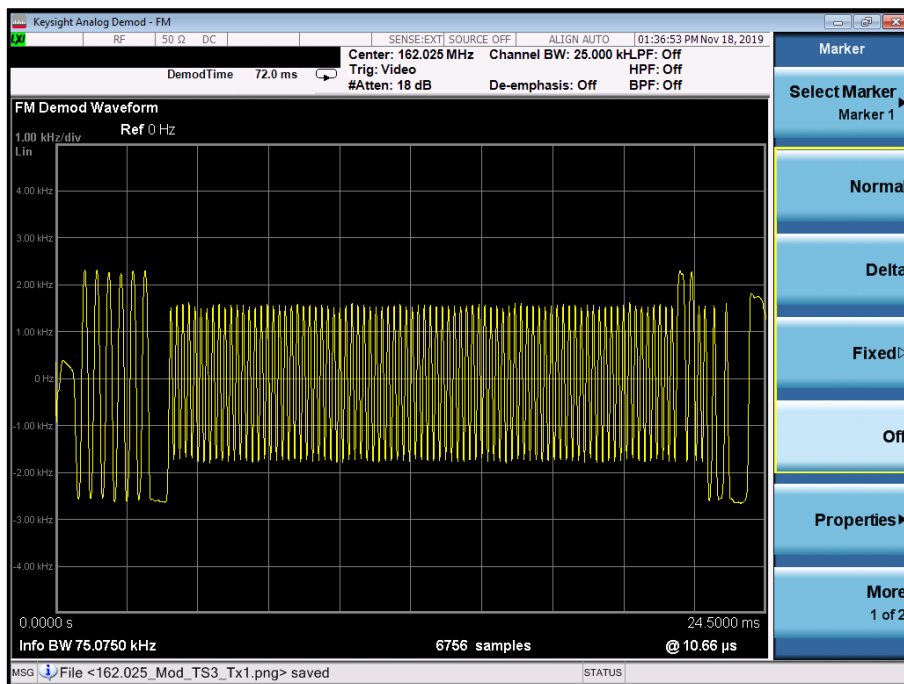 Keysight Analog Demod - FM
LXI RF 50 Ω DC SENSE:EXT SOURCE OFF ALIGN AUTO 01:36:53 PM Nov 18, 2019
Center: 162.025 MHz Channel BW: 25.000 kH LPF: Off
DemodTime 72.0 ms Trig: Video HPF: Off
#Atten: 18 dB De-emphasis: Off BPF: Off
FM Demod Waveform
Ref 0 Hz
1.00 kHz/div
Lin
4.00 kHz
3.00 kHz
2.00 kHz
1.00 kHz
0 Hz
-1.00 kHz
-2.00 kHz
-3.00 kHz
-4.00 kHz
0.0000 s 24.5000 ms
Info BW 75.0750 kHz 6756 samples @ 10.66 µs
MSG File <162.025_Mod_TS3_Tx1.png> saved STATUS
Marker
Select Marker
Marker 1
Normal
Delta
Fixed
Off
Properties
More
1 of 2